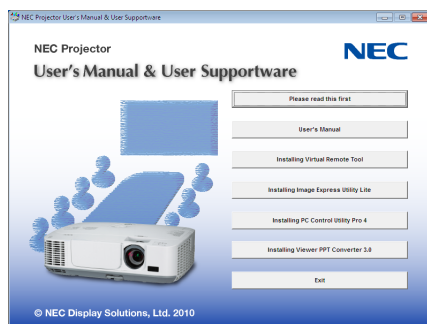 NEC Projector User's Manual & User Supportware
NEC Projector
NEC
User's Manual & User Supportware
Please read this first
User's Manual
Installing Virtual Remote Tool
Installing Image Express Utility Lite
Installing PC Control Utility Pro 4
Installing Viewer PPT Converter 3.0
Exit
© NEC Display Solutions, Ltd. 2010